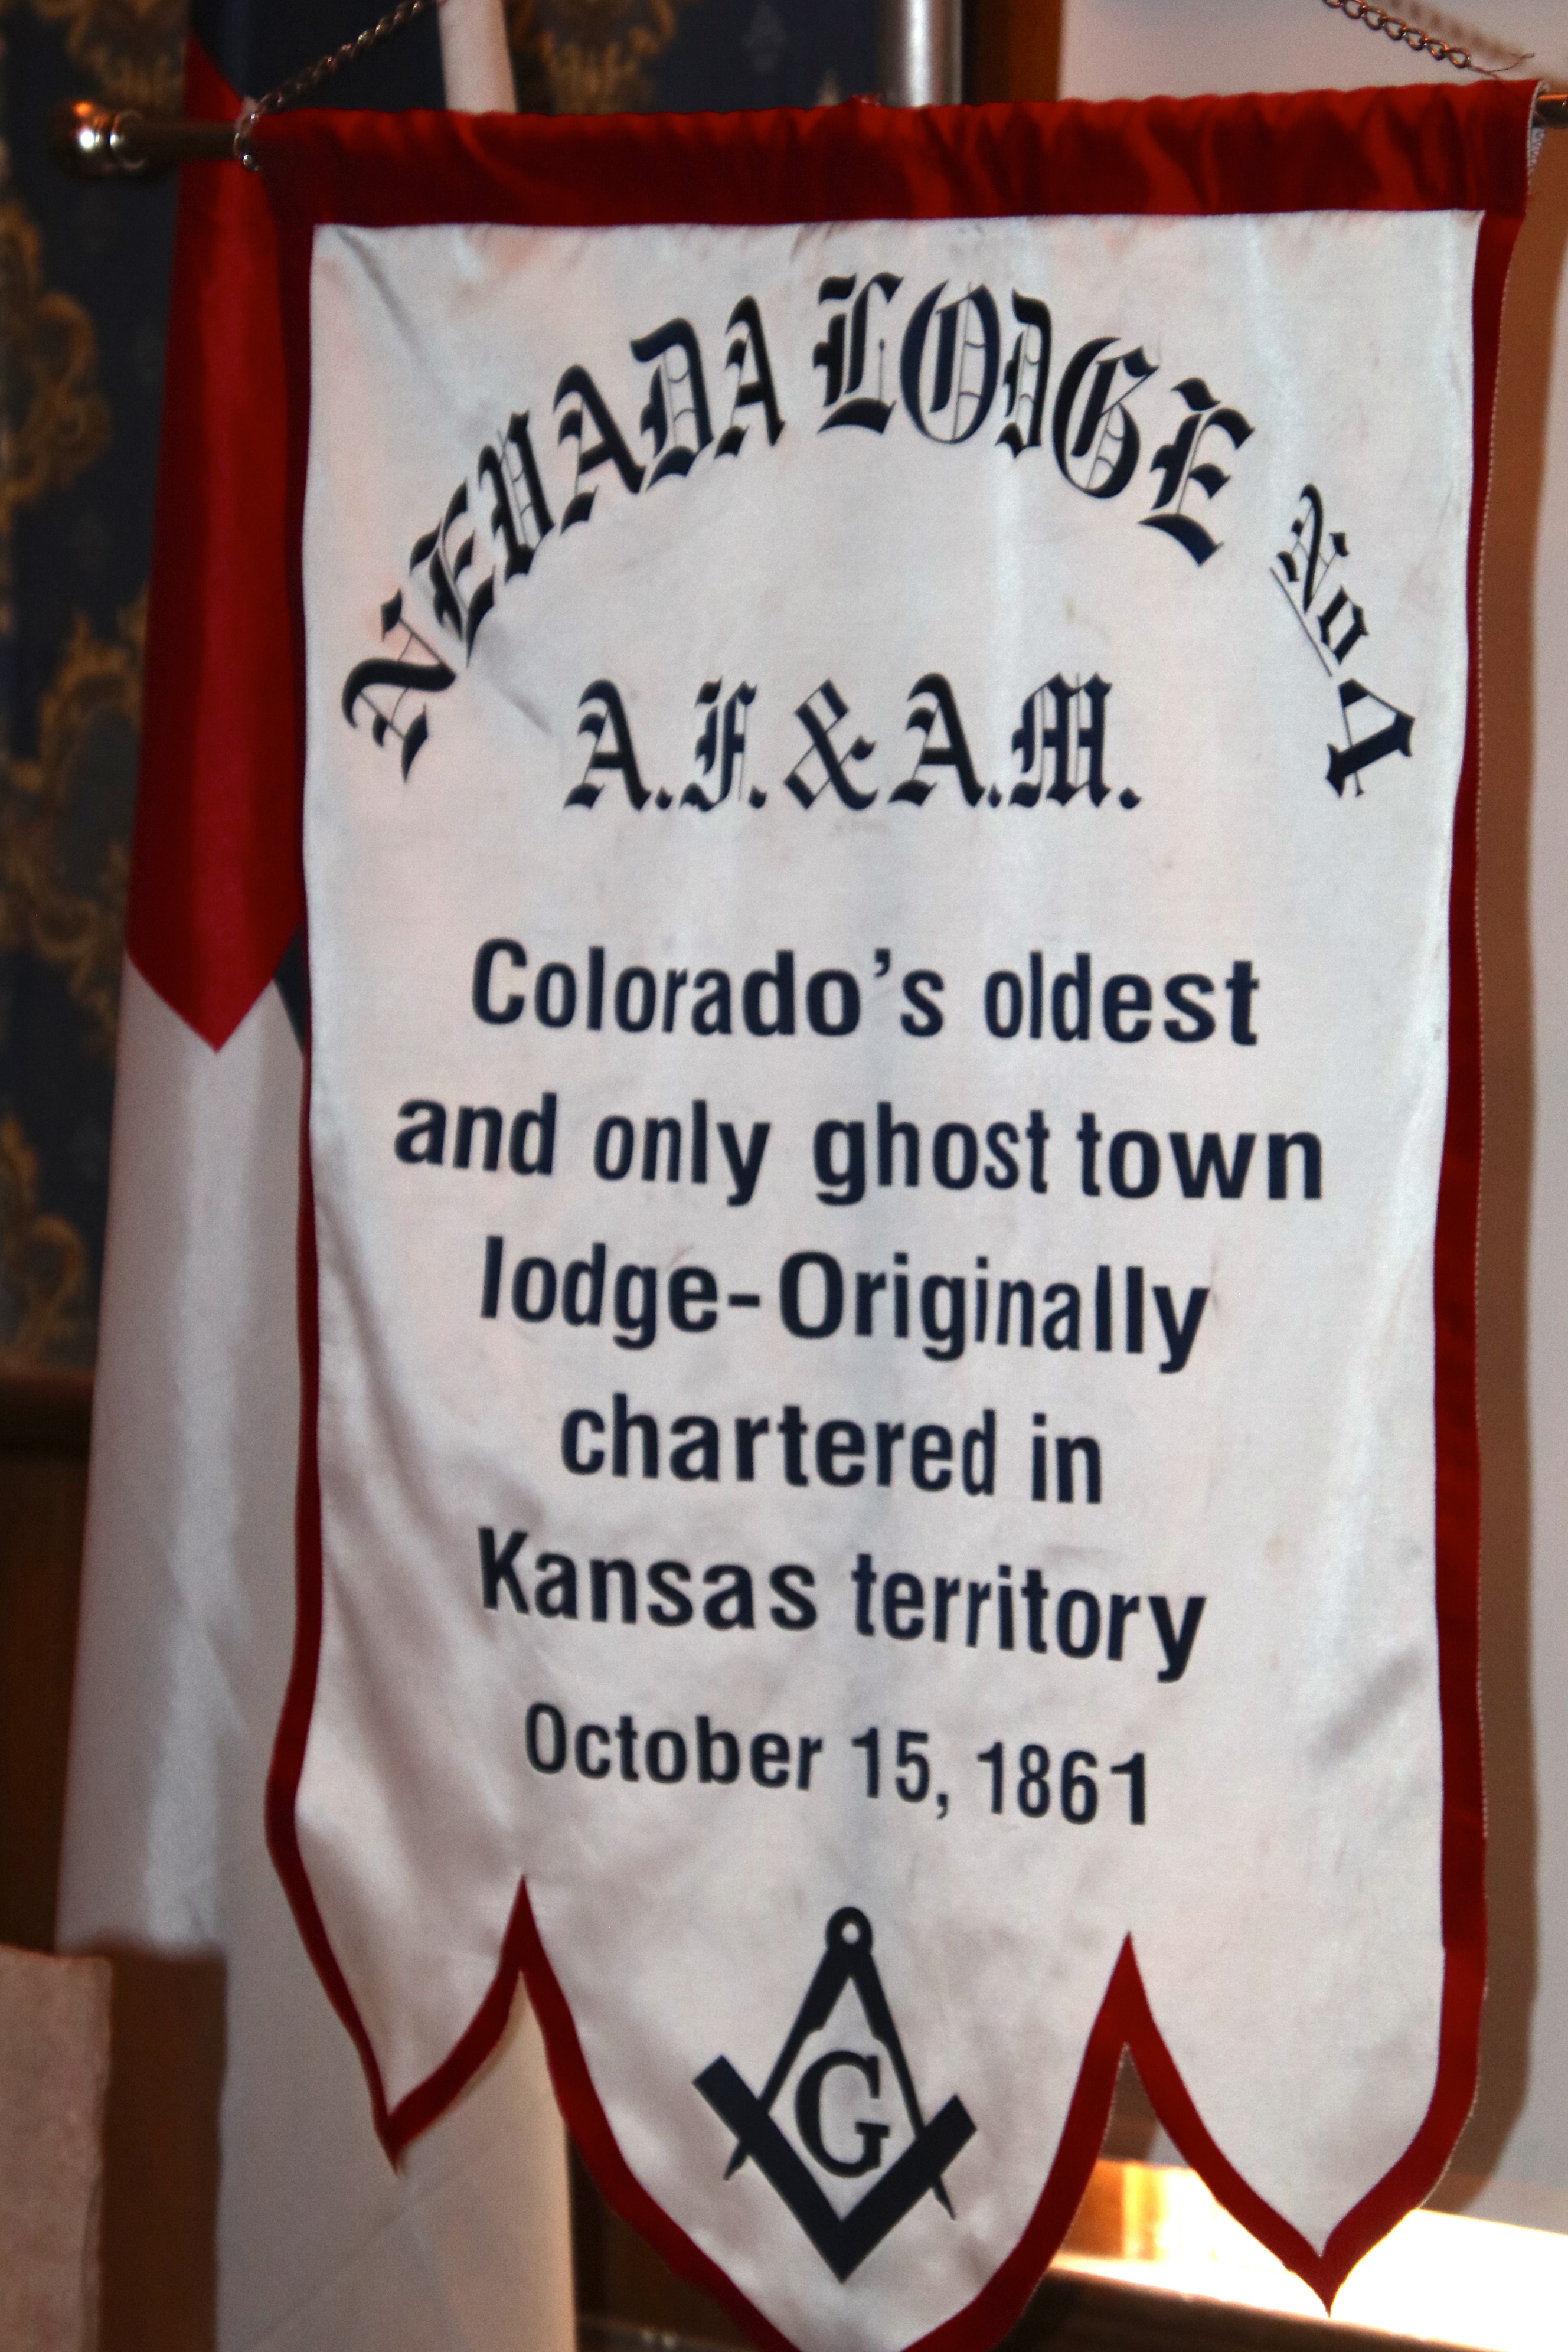 NEVADA LODGE No 4
A.F. & A.M.
Colorado's oldest
and only ghost town
lodge-Originally
chartered in
Kansas territory
October 15, 1861
G